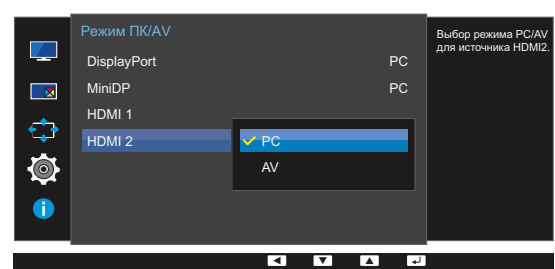 Режим ПК/AV
DisplayPort PC
MiniDP PC
HDMI 1
HDMI 2
PC
AV
Выбор режима PC/AV
для источника HDMI2.